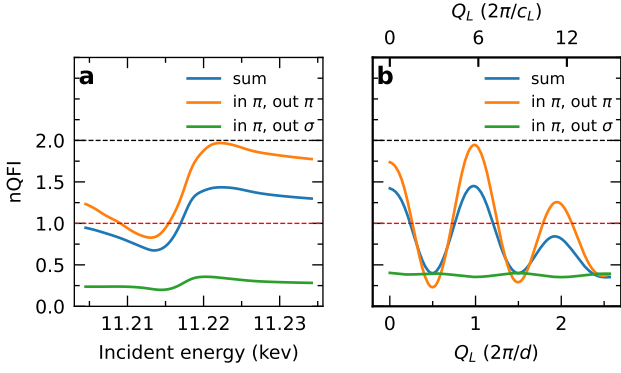 Q_L (2π/c_L)
0 6 12
a
sum
in π, out π
in π, out σ
b
sum
in π, out π
in π, out σ
nQFI
2.0
1.5
1.0
0.5
0.0
11.21 11.22 11.23
0 1 2
Incident energy (kev)
Q_L (2π/d)